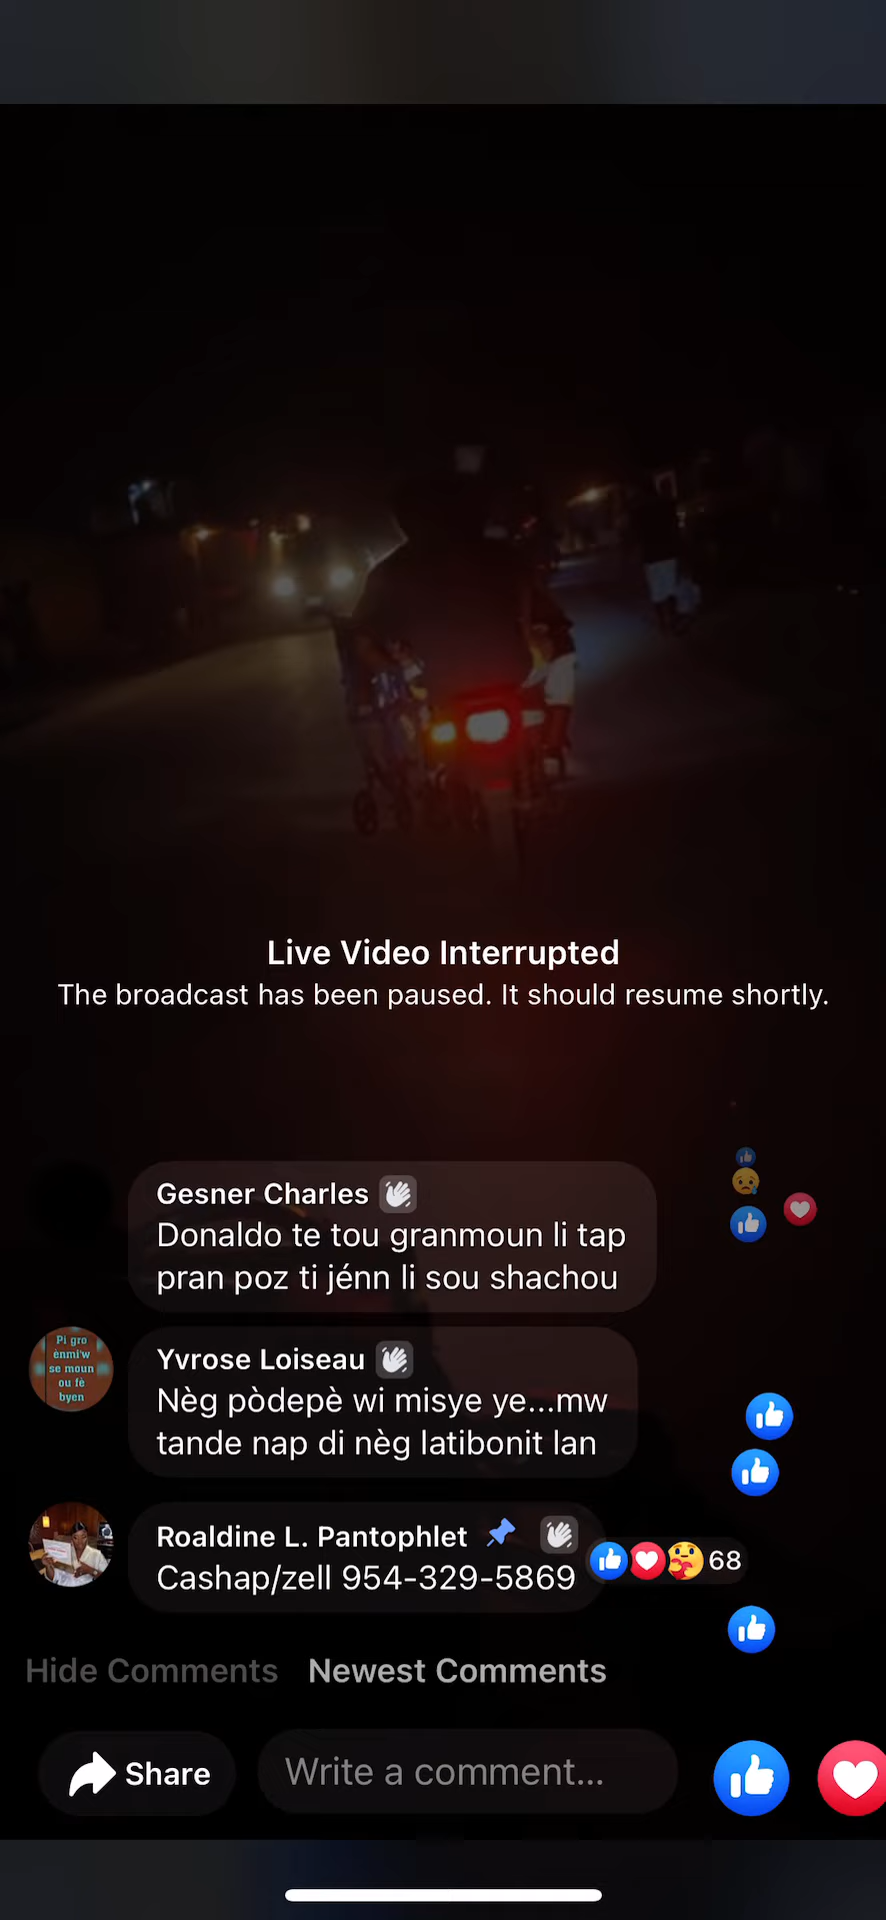 Live Video Interrupted
The broadcast has been paused. It should resume shortly.
Gesner Charles
Donaldo te tou granmoun li tap
pran poz ti jénn li sou shachou
Pi gro
ènmi'w
se moun
ou fè
byen
Yvrose Loiseau
Nèg pòdepè wi misye ye...mw
tande nap di nèg latibonit lan
Roaldine L. Pantophlet
Cashap/zell 954-329-5869
68
Hide Comments Newest Comments
Share
Write a comment...